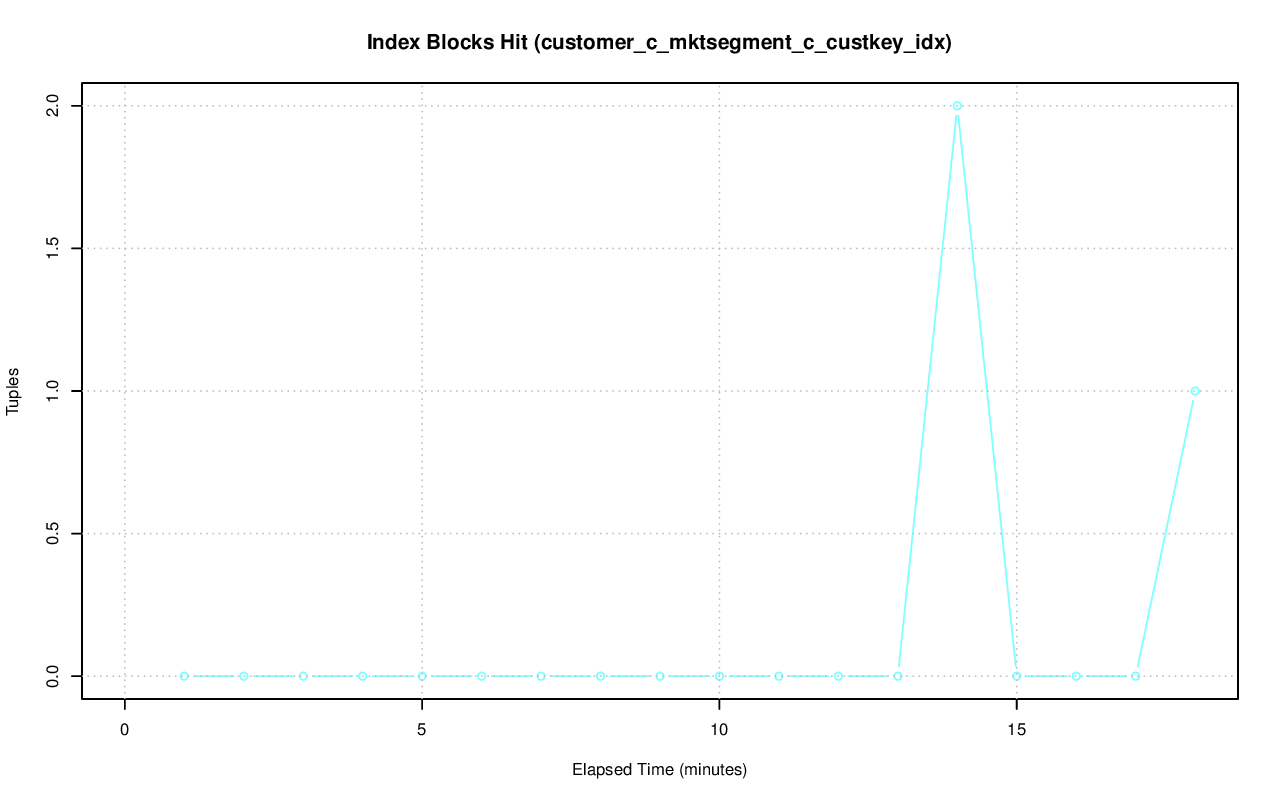 Index Blocks Hit (customer_c_mktsegment_c_custkey_idx)
2.0
1.5
1.0
0.5
0.0
Tuples
0 5 10 15
Elapsed Time (minutes)